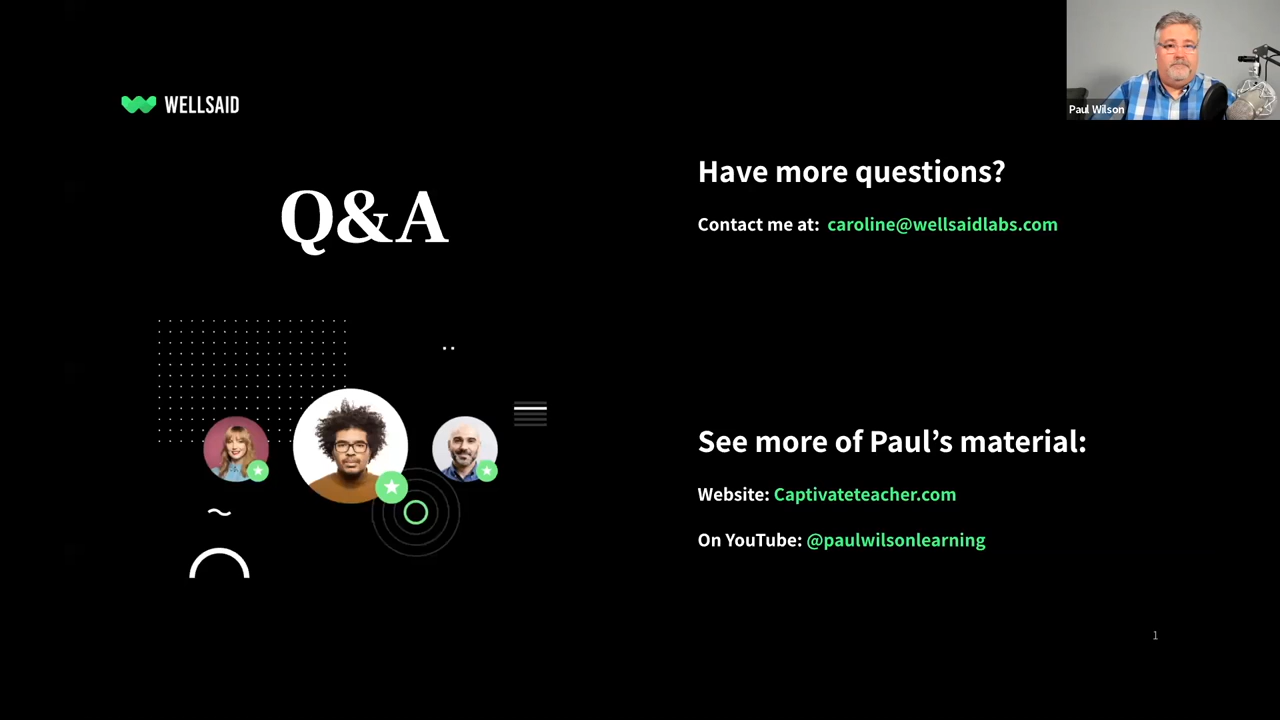 WELLSAID
Paul Wilson
Q&A
Have more questions?
Contact me at: caroline@wellsaidlabs.com
See more of Paul’s material:
Website: Captivateteacher.com
On YouTube: @paulwilsonlearning
1